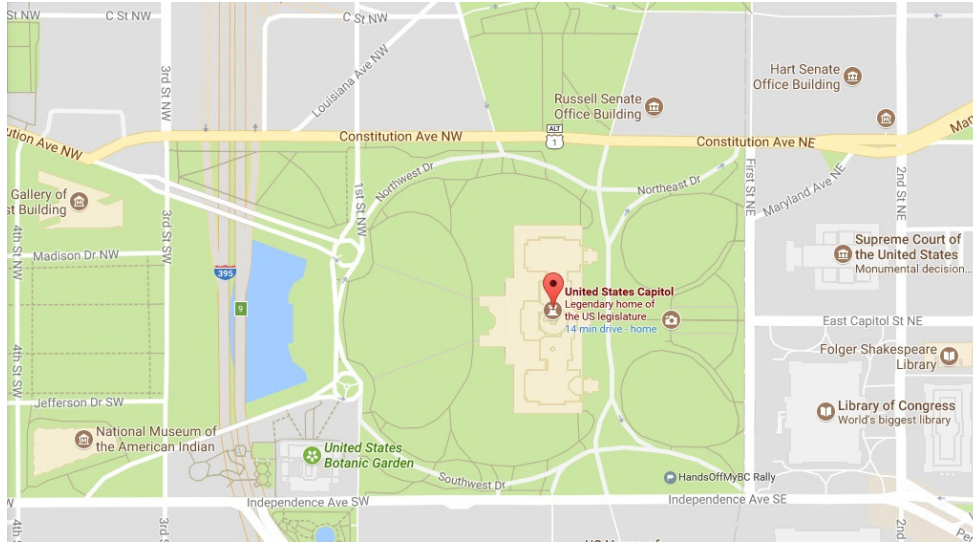 St NW
C St NW
C St NW
3rd St NW
Louisiana Ave NW
Hart Senate
Office Building
Russell Senate
Office Building
ution Ave NW
Constitution Ave NW
ALT
1
Constitution Ave NE
Northwest Dr
1st St NW
Northeast Dr
First St NE
Maryland Ave NE
2nd St NE
Gallery of
st Building
4th St NW
3rd St SW
Madison Dr NW
395
9
Supreme Court of
the United States
Monumental decision...
United States Capitol
Legendary home of
the US legislature
14 min drive - home
East Capitol St NE
Folger Shakespeare
Library
4th St SW
Jefferson Dr SW
Library of Congress
World's biggest library
National Museum of
the American Indian
United States
Botanic Garden
Southwest Dr
HandsOffMyBC Rally
W
Independence Ave SW
Independence Ave SE
4th
3rd
2nd